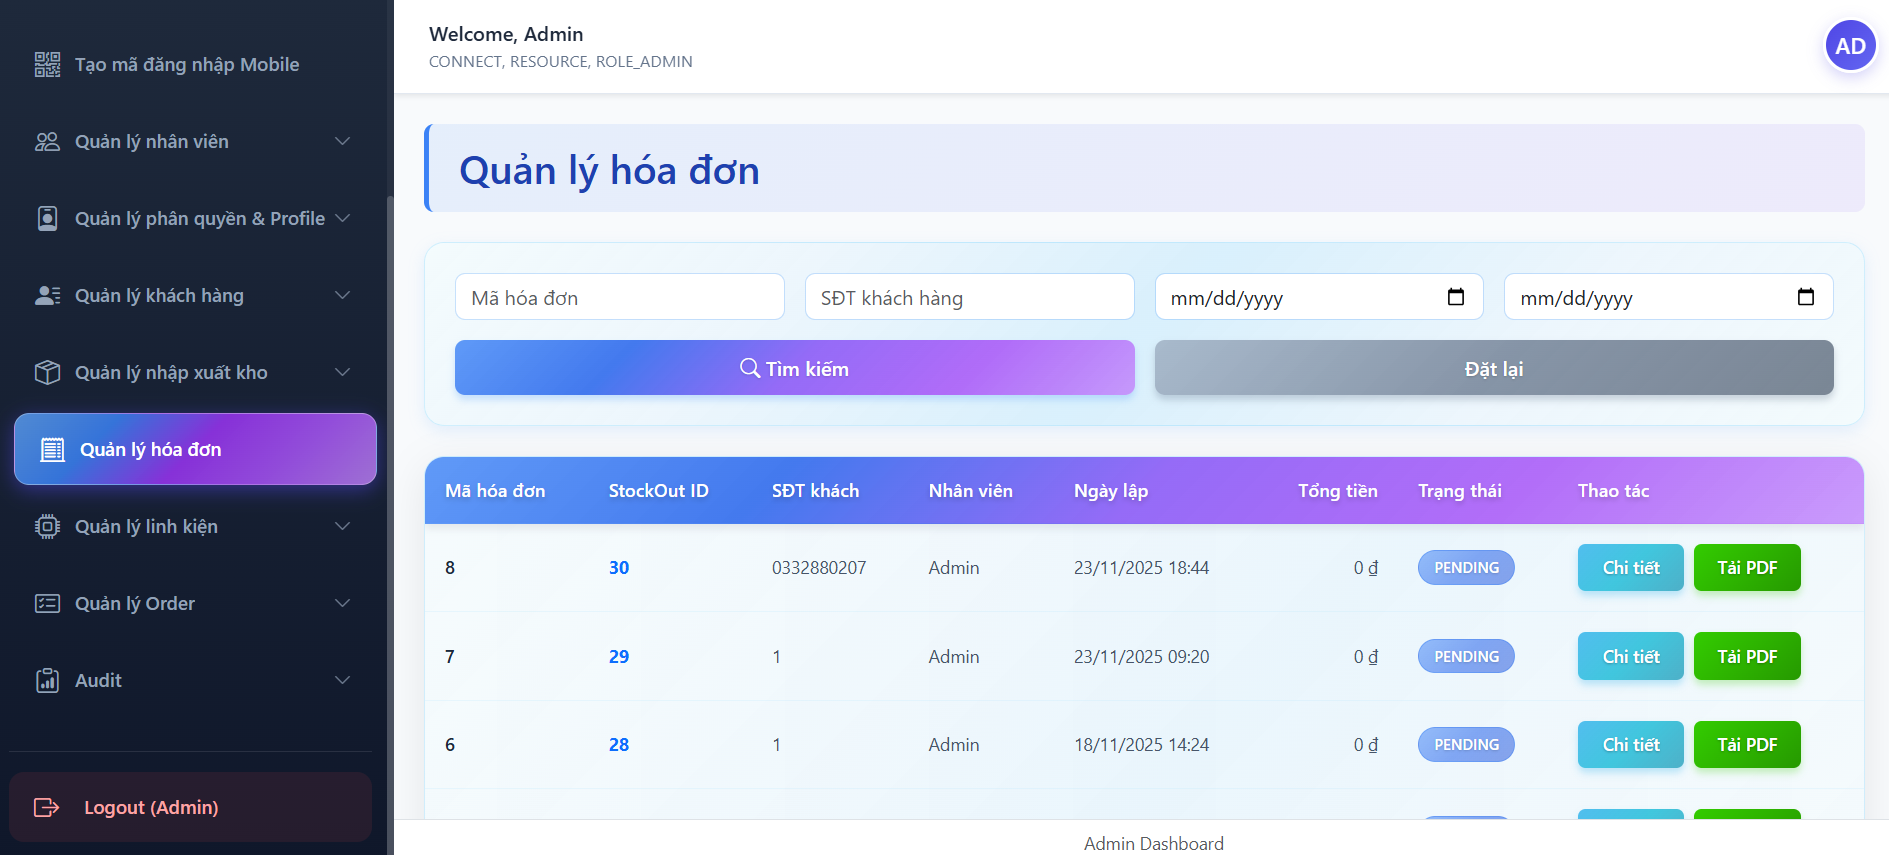 Tạo mã đăng nhập Mobile
Quản lý nhân viên
Quản lý phân quyền & Profile
Quản lý khách hàng
Quản lý nhập xuất kho
Quản lý hóa đơn
Quản lý linh kiện
Quản lý Order
Audit
Logout (Admin)
Welcome, Admin
CONNECT, RESOURCE, ROLE_ADMIN
AD
Quản lý hóa đơn
Mã hóa đơn SĐT khách hàng mm/dd/yyyy mm/dd/yyyy
Tìm kiếm Đặt lại
Mã hóa đơn StockOut ID SĐT khách Nhân viên Ngày lập Tổng tiền Trạng thái Thao tác
8 30 0332880207 Admin 23/11/2025 18:44 0 ₫ PENDING Chi tiết Tải PDF
7 29 1 Admin 23/11/2025 09:20 0 ₫ PENDING Chi tiết Tải PDF
6 28 1 Admin 18/11/2025 14:24 0 ₫ PENDING Chi tiết Tải PDF
Admin Dashboard